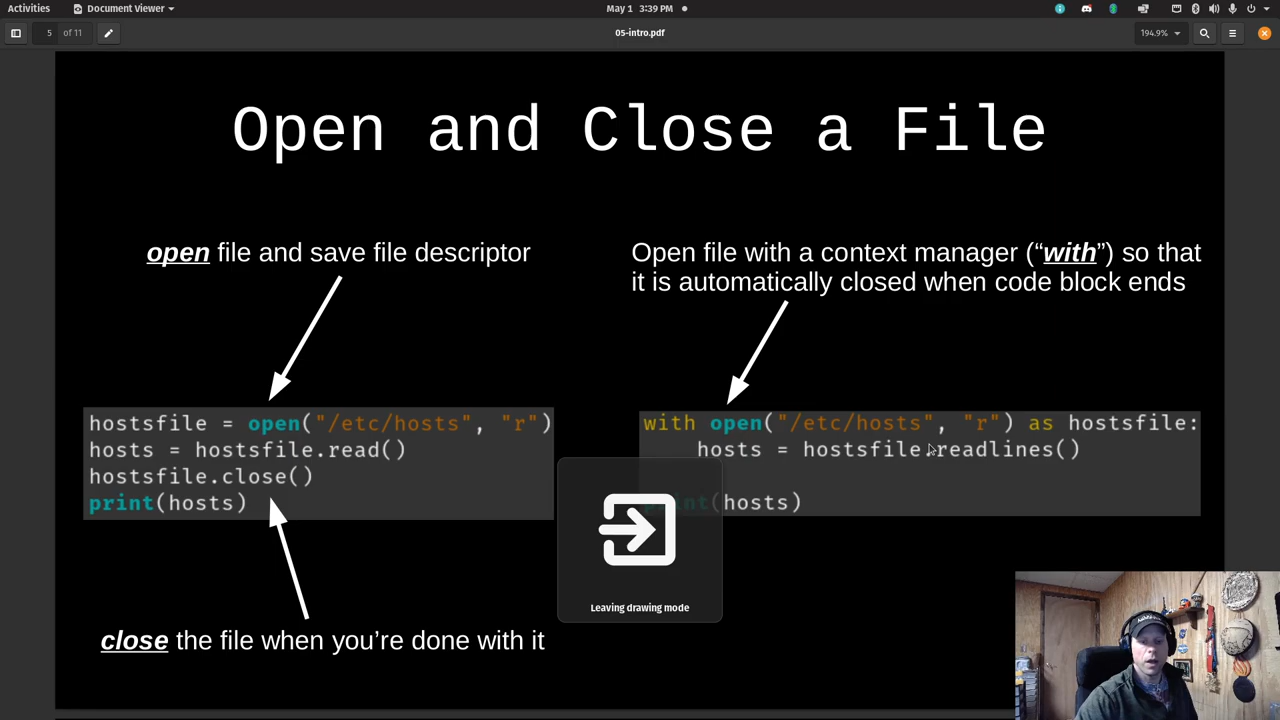 Activities
Document Viewer
May 1 3:39 PM
5 of 11
05-intro.pdf
194.9%
Open and Close a File
open file and save file descriptor
hostsfile = open("/etc/hosts", "r")
hosts = hostsfile.read()
hostsfile.close()
print(hosts)
close the file when you’re done with it
Open file with a context manager (“with”) so that
it is automatically closed when code block ends
with open("/etc/hosts", "r") as hostsfile:
hosts = hostsfile.readlines()
print(hosts)
Leaving drawing mode